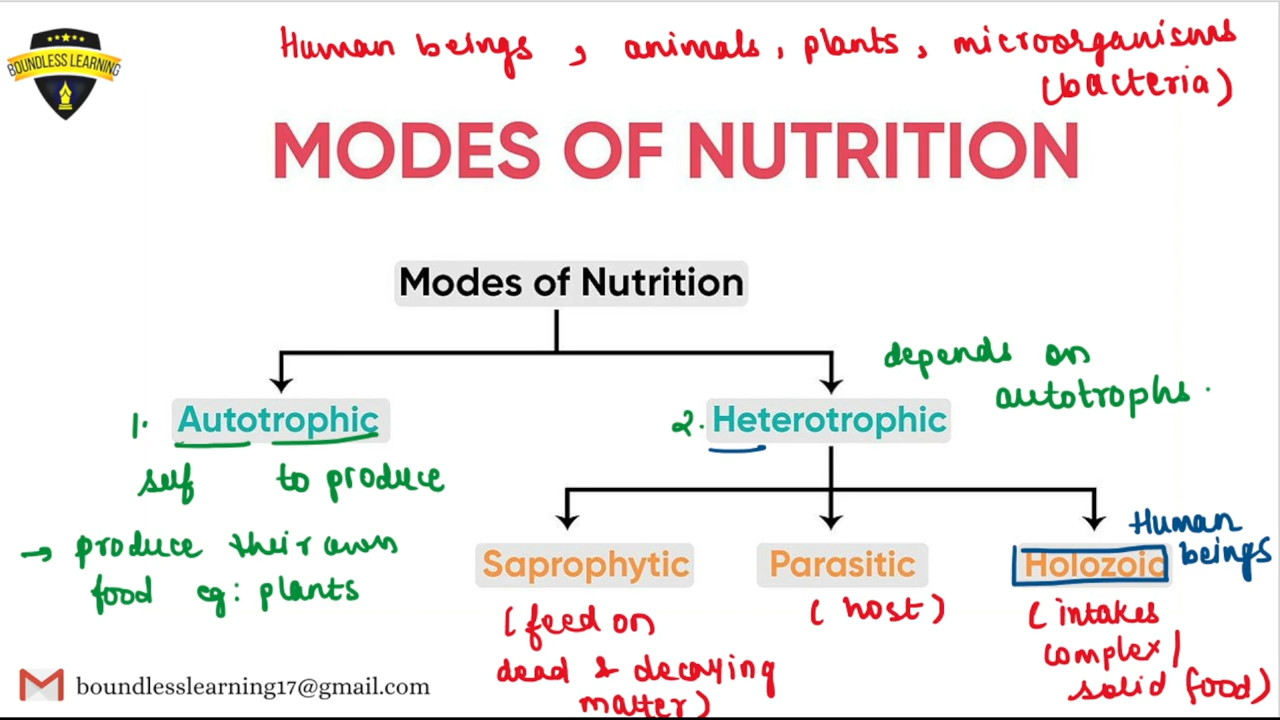 Human beings, animals, plants, microorganisms
(bacteria)
BOUNDLESS LEARNING
MODES OF NUTRITION
Modes of Nutrition
depends on
autotrophs.
1. Autotrophic
2. Heterotrophic
self to produce
→ produce their own
food eg: plants
Human
beings
Saprophytic
Parasitic
Holozoic
(feed on
dead & decaying
matter)
(host)
(intakes
complex/
solid food)
boundlesslearning17@gmail.com